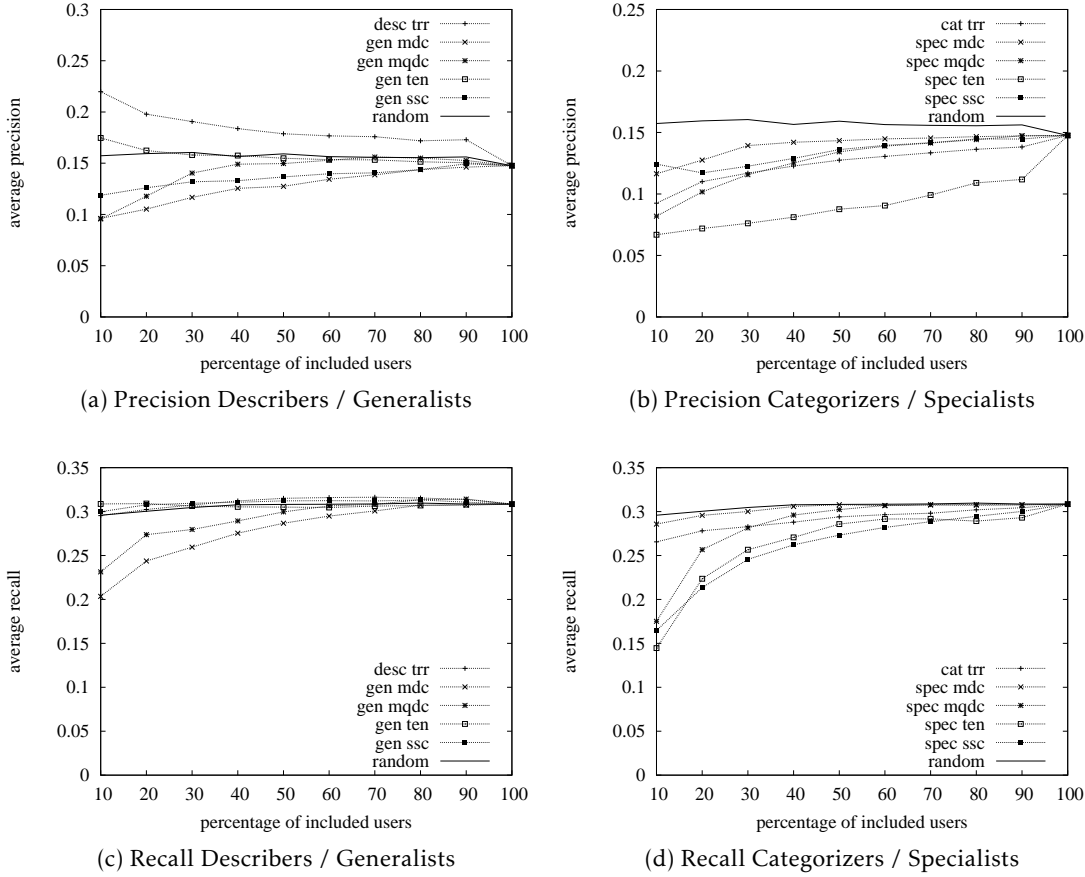 0.3
0.25
0.2
0.15
0.1
0.05
0
average precision
desc trr
gen mdc
gen mqdc
gen ten
gen ssc
random
10 20 30 40 50 60 70 80 90 100
percentage of included users
(a) Precision Describers / Generalists
0.25
0.2
0.15
0.1
0.05
0
average precision
cat trr
spec mdc
spec mqdc
spec ten
spec ssc
random
10 20 30 40 50 60 70 80 90 100
percentage of included users
(b) Precision Categorizers / Specialists
0.35
0.3
0.25
0.2
0.15
0.1
0.05
0
average recall
desc trr
gen mdc
gen mqdc
gen ten
gen ssc
random
10 20 30 40 50 60 70 80 90 100
percentage of included users
(c) Recall Describers / Generalists
0.35
0.3
0.25
0.2
0.15
0.1
0.05
0
average recall
cat trr
spec mdc
spec mqdc
spec ten
spec ssc
random
10 20 30 40 50 60 70 80 90 100
percentage of included users
(d) Recall Categorizers / Specialists